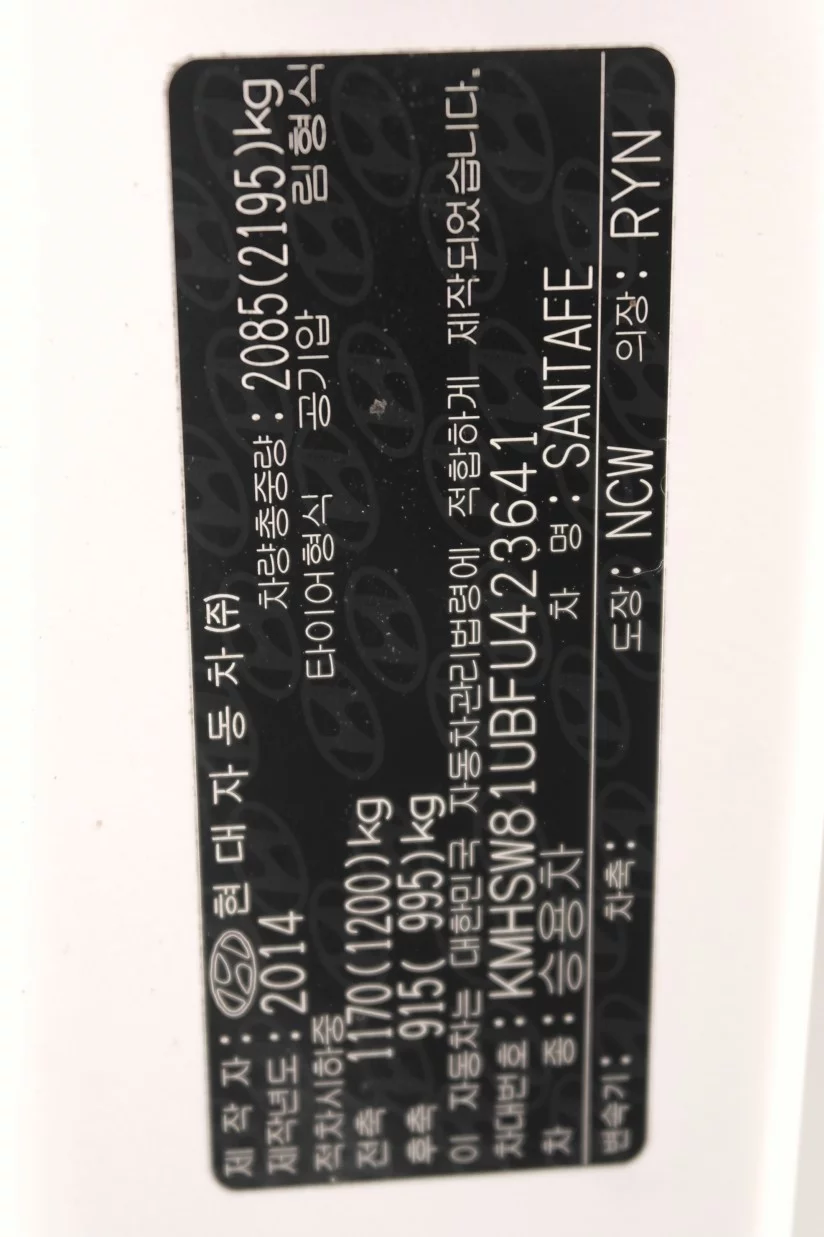 제 작 자 : 현 대 자 동 차 (주)
제작년도 : 2014 차량총중량 : 2085(2195)kg
적차시하중 타이어형식 공기압 림형식
전축 1170(1200)kg
후축 915( 995)kg
이 자동차는 대한민국 자동차관리법령에 적합하게 제작되었습니다.
차대번호 : KMHSW81UBFU423641
차 종 : 승용차 차 명 : SANTAFE
변속기 : 차축 : 도장 : NCW 의장 : RYN